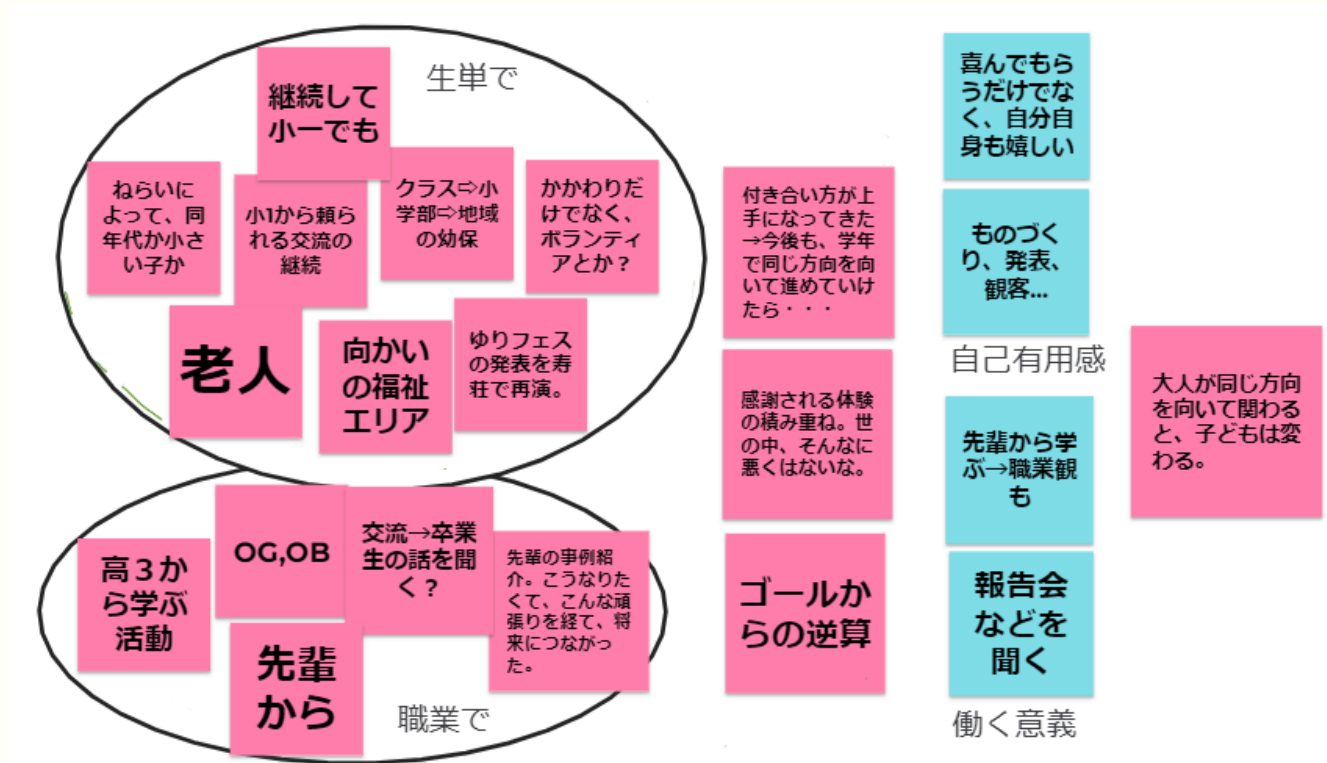 生単で
継続して
小一でも
ねらいに
よって、同
年代か小さ
い子か
小1から頼ら
れる交流の
継続
クラス⇨小
学部⇨地域
の幼保
かかわりだ
けでなく、
ボランティ
アとか？
老人
向かい
の福祉
エリア
ゆりフェス
の発表を寿
荘で再演。
高３か
ら学ぶ
活動
OG,OB
交流→卒業
生の話を聞
く？
先輩の事例紹
介。こうなりた
くて、こんな頑
張りを経て、将
来につながっ
た。
先輩
から
職業で
付き合い方が上
手になってきた
→今後も、学年
で同じ方向を向
いて進めていけ
たら・・・
感謝される体験
の積み重ね。世
の中、そんなに
悪くはないな。
ゴールか
らの逆算
喜んでもら
うだけでな
く、自分自
身も嬉しい
ものづく
り、発表、
観客...
自己有用感
先輩から学
ぶ→職業観
も
報告会
などを
聞く
働く意義
大人が同じ方向
を向いて関わる
と、子どもは変
わる。